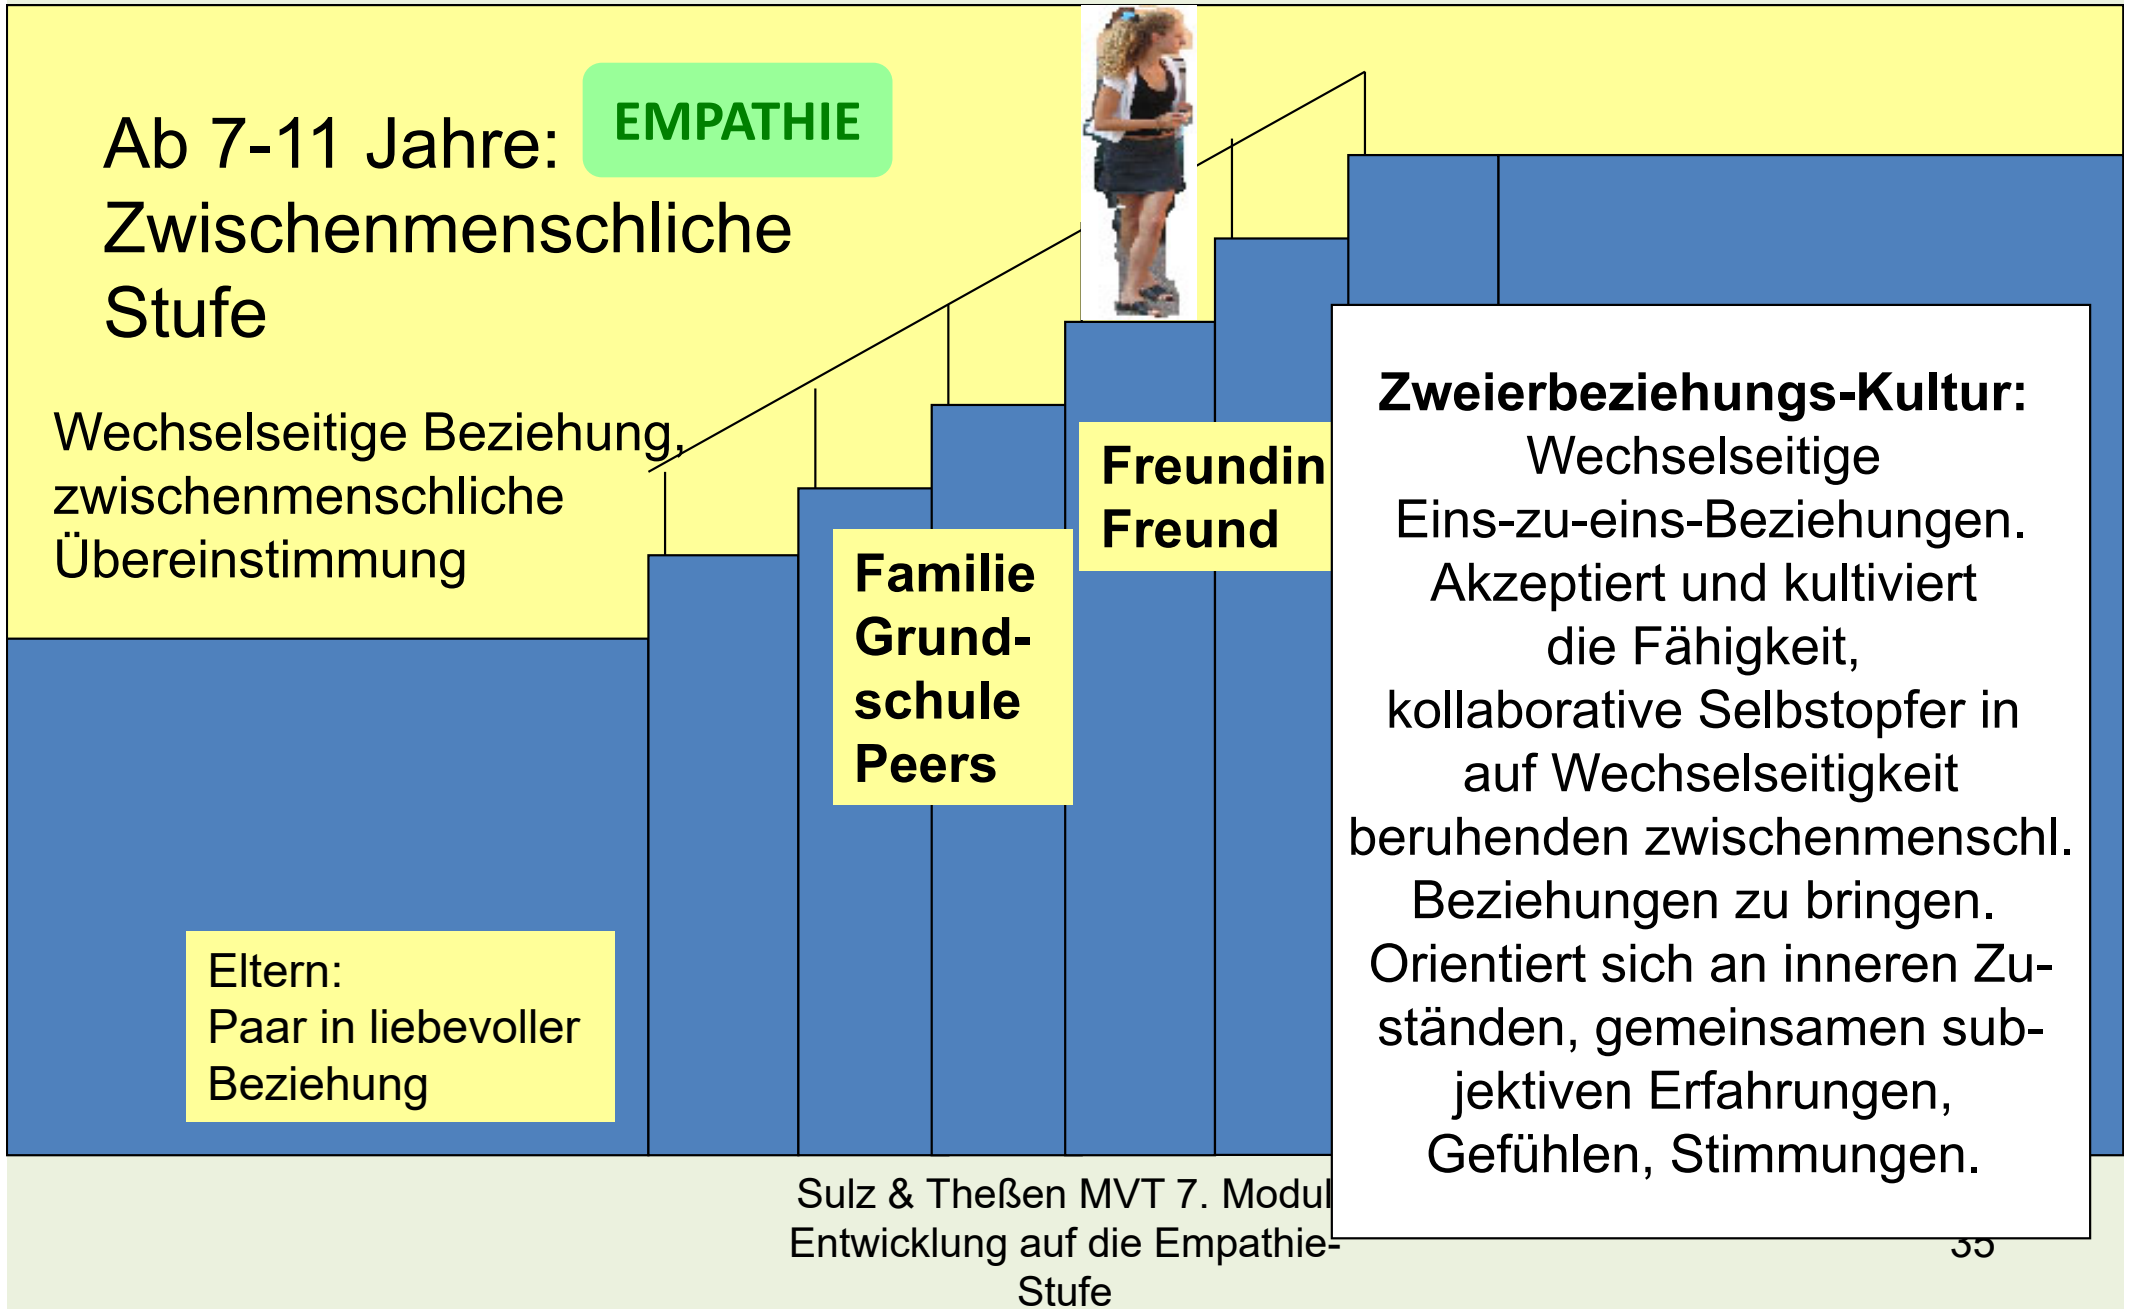 Ab 7-11 Jahre:
Zwischenmenschliche
Stufe
EMPATHIE
Wechselseitige Beziehung,
zwischenmenschliche
Übereinstimmung
Eltern:
Paar in liebevoller
Beziehung
Familie
Grund-
schule
Peers
Freundin
Freund
Zweierbeziehungs-Kultur:
Wechselseitige
Eins-zu-eins-Beziehungen.
Akzeptiert und kultiviert
die Fähigkeit,
kollaborative Selbstopfer in
auf Wechselseitigkeit
beruhenden zwischenmenschl.
Beziehungen zu bringen.
Orientiert sich an inneren Zu-
ständen, gemeinsamen sub-
jektiven Erfahrungen,
Gefühlen, Stimmungen.
Sulz & Theßen MVT 7. Modul
Entwicklung auf die Empathie-
Stufe
35